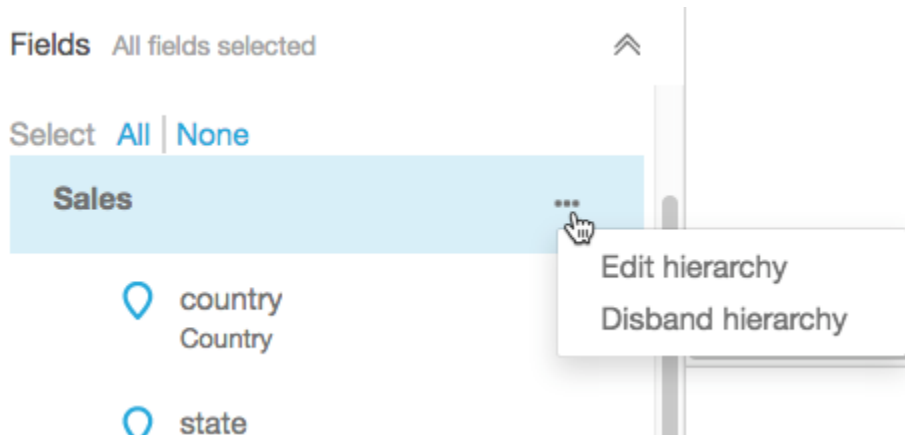 Fields All fields selected
Select All None
Sales
Edit hierarchy
Disband hierarchy
country
Country
state